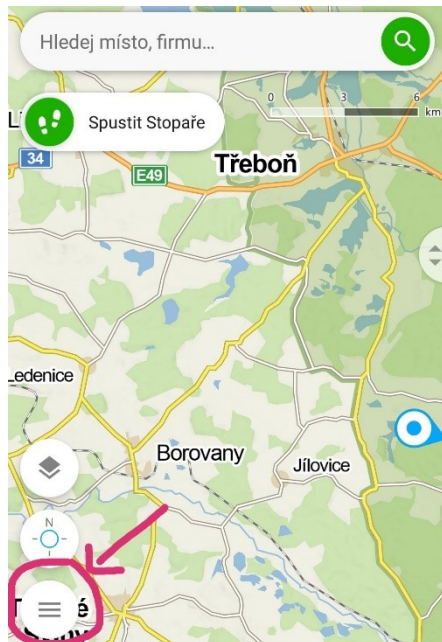 Hledej místo, firmu...
0 3 6
km
Spustit Stopaře
34
E49
Třeboň
Ledenice
Borovany
Jílovice
N